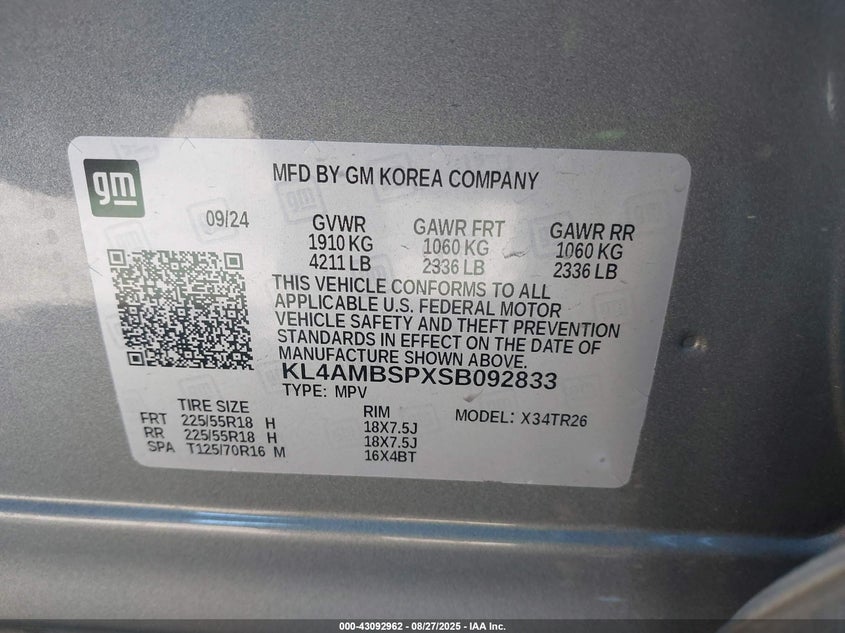 gm
MFD BY GM KOREA COMPANY
09/24
GVWR GAWR FRT GAWR RR
1910 KG 1060 KG 1060 KG
4211 LB 2336 LB 2336 LB
THIS VEHICLE CONFORMS TO ALL
APPLICABLE U.S. FEDERAL MOTOR
VEHICLE SAFETY AND THEFT PREVENTION
STANDARDS IN EFFECT ON THE DATE OF
MANUFACTURE SHOWN ABOVE.
KL4AMBSPXSB092833
TYPE: MPV
TIRE SIZE RIM MODEL: X34TR26
FRT 225/55R18 H 18X7.5J
RR 225/55R18 H 18X7.5J
SPA T125/70R16 M 16X4BT
000-43092962 - 08/27/2025 - IAA Inc.